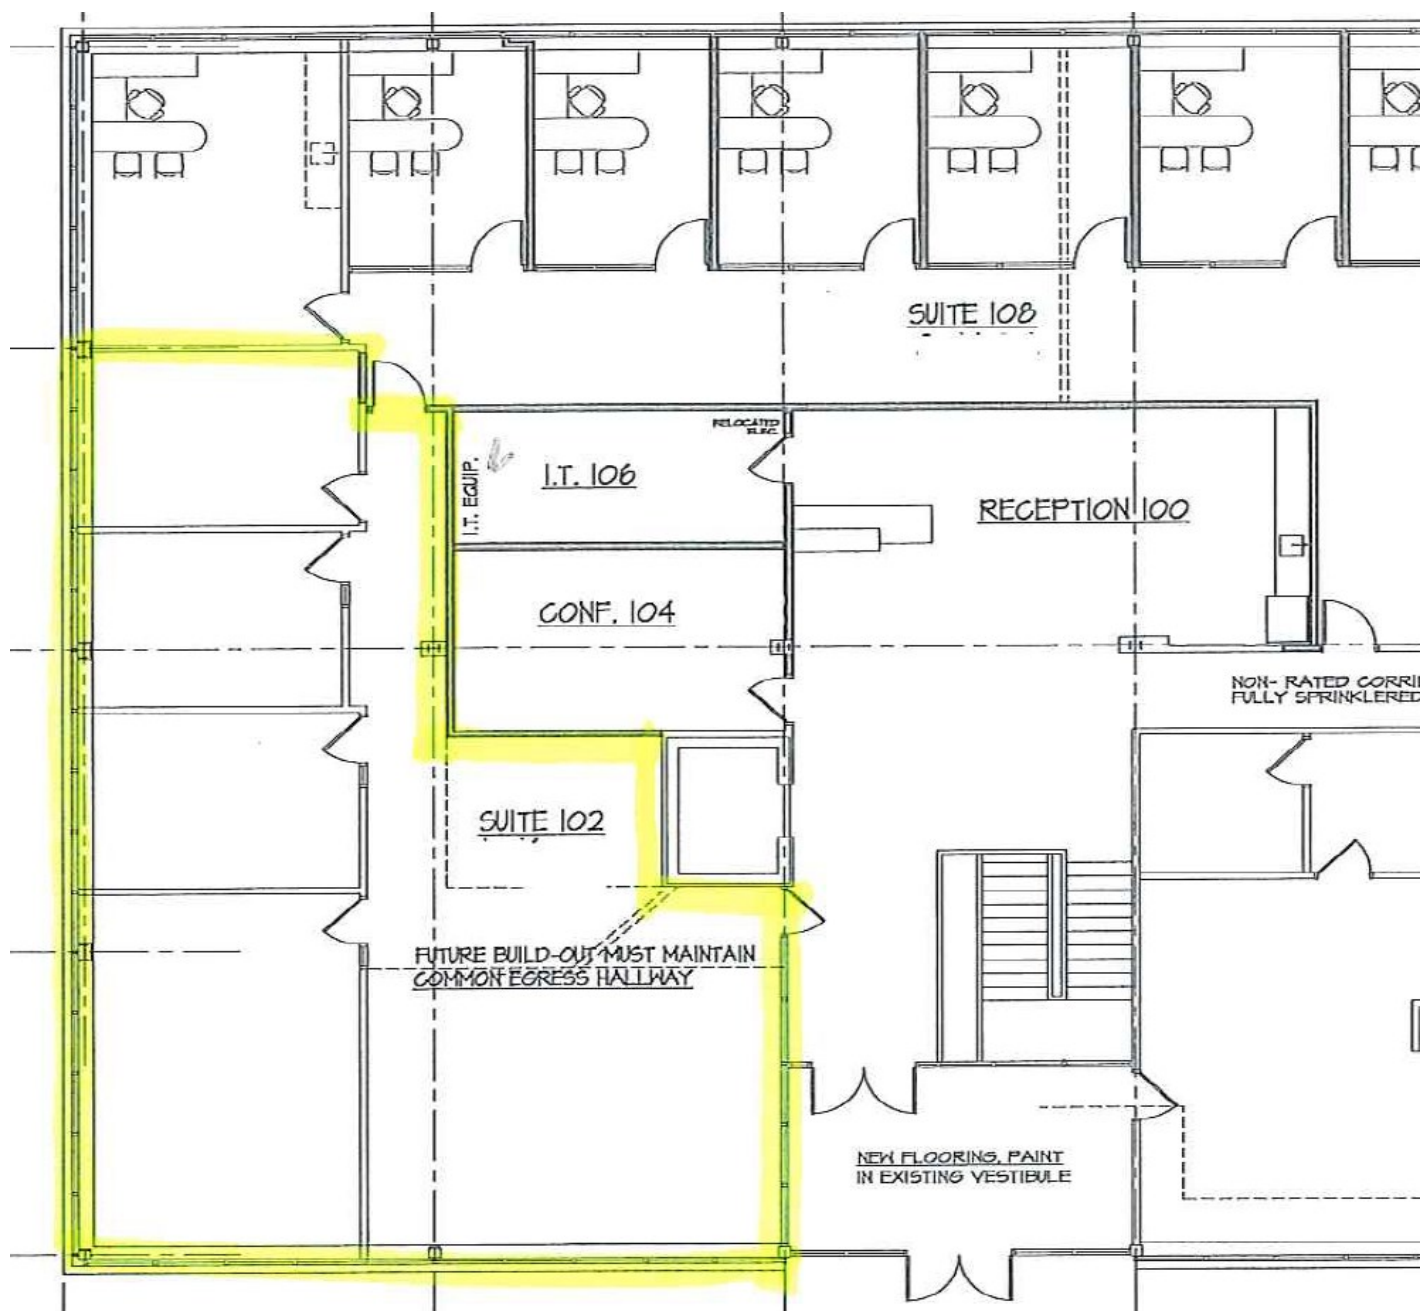 SUITE 108
RELOCATED
ELEC.
I.T. EQUIP.
I.T. 106
RECEPTION 100
CONF. 104
NON- RATED CORRI
FULLY SPRINKLERED
SUITE 102
FUTURE BUILD-OUT MUST MAINTAIN
COMMON EGRESS HALLWAY
NEW FLOORING, PAINT
IN EXISTING VESTIBULE